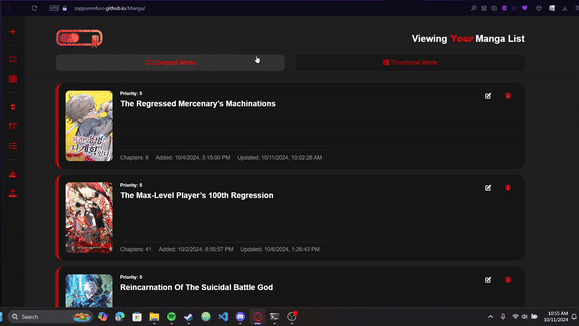 zappurenfuro.github.io/Manga/
Viewing Your Manga List
Compact Mode
Thumbnail Mode
Priority: 5
The Regressed Mercenary's Machinations
Chapters: 8 Added: 10/4/2024, 3:15:00 PM Updated: 10/11/2024, 10:02:26 AM
Priority: 5
The Max-Level Player's 100th Regression
Chapters: 41 Added: 10/2/2024, 6:55:57 PM Updated: 10/6/2024, 1:26:43 PM
Priority: 5
Reincarnation Of The Suicidal Battle God
Search
10:55 AM
10/11/2024